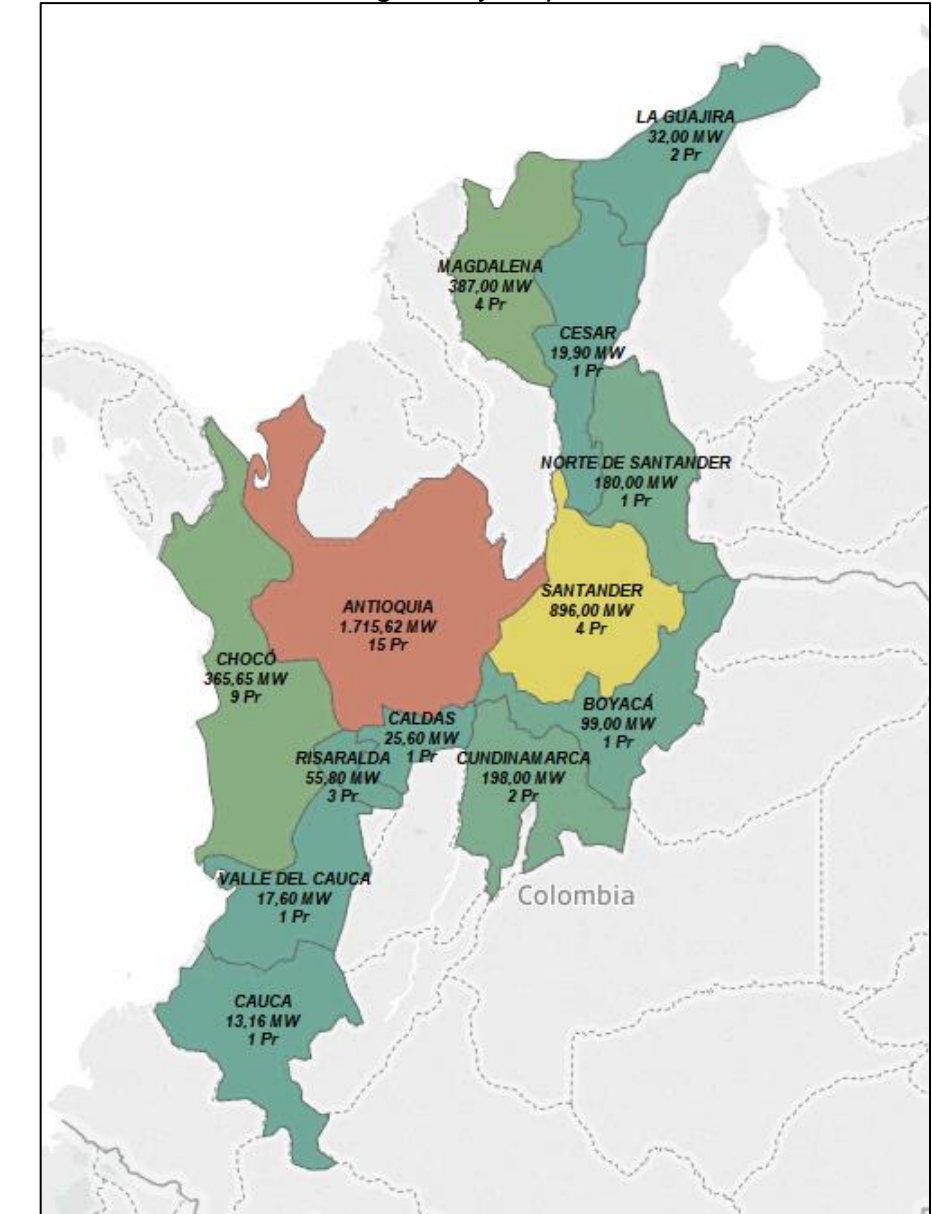 LA GUAJIRA
32,00 MW
2 Pr
MAGDALENA
387,00 MW
4 Pr
CESAR
19,90 MW
1 Pr
NORTE DE SANTANDER
180,00 MW
1 Pr
SANTANDER
896,00 MW
4 Pr
ANTIOQUIA
1.715,62 MW
15 Pr
CHOCÓ
365,65 MW
9 Pr
BOYACÁ
99,00 MW
1 Pr
CALDAS
25,60 MW
1 Pr
RISARALDA
55,80 MW
3 Pr
CUNDINAMARCA
198,00 MW
2 Pr
VALLE DEL CAUCA
17,60 MW
1 Pr
Colombia
CAUCA
13,16 MW
1 Pr